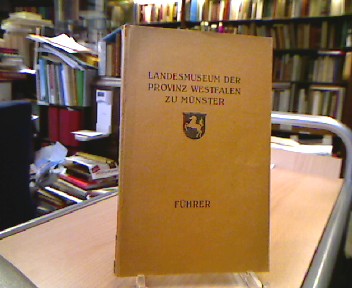 LANDESMUSEUM DER
PROVINZ WESTFALEN
ZU MÜNSTER
FÜHRER